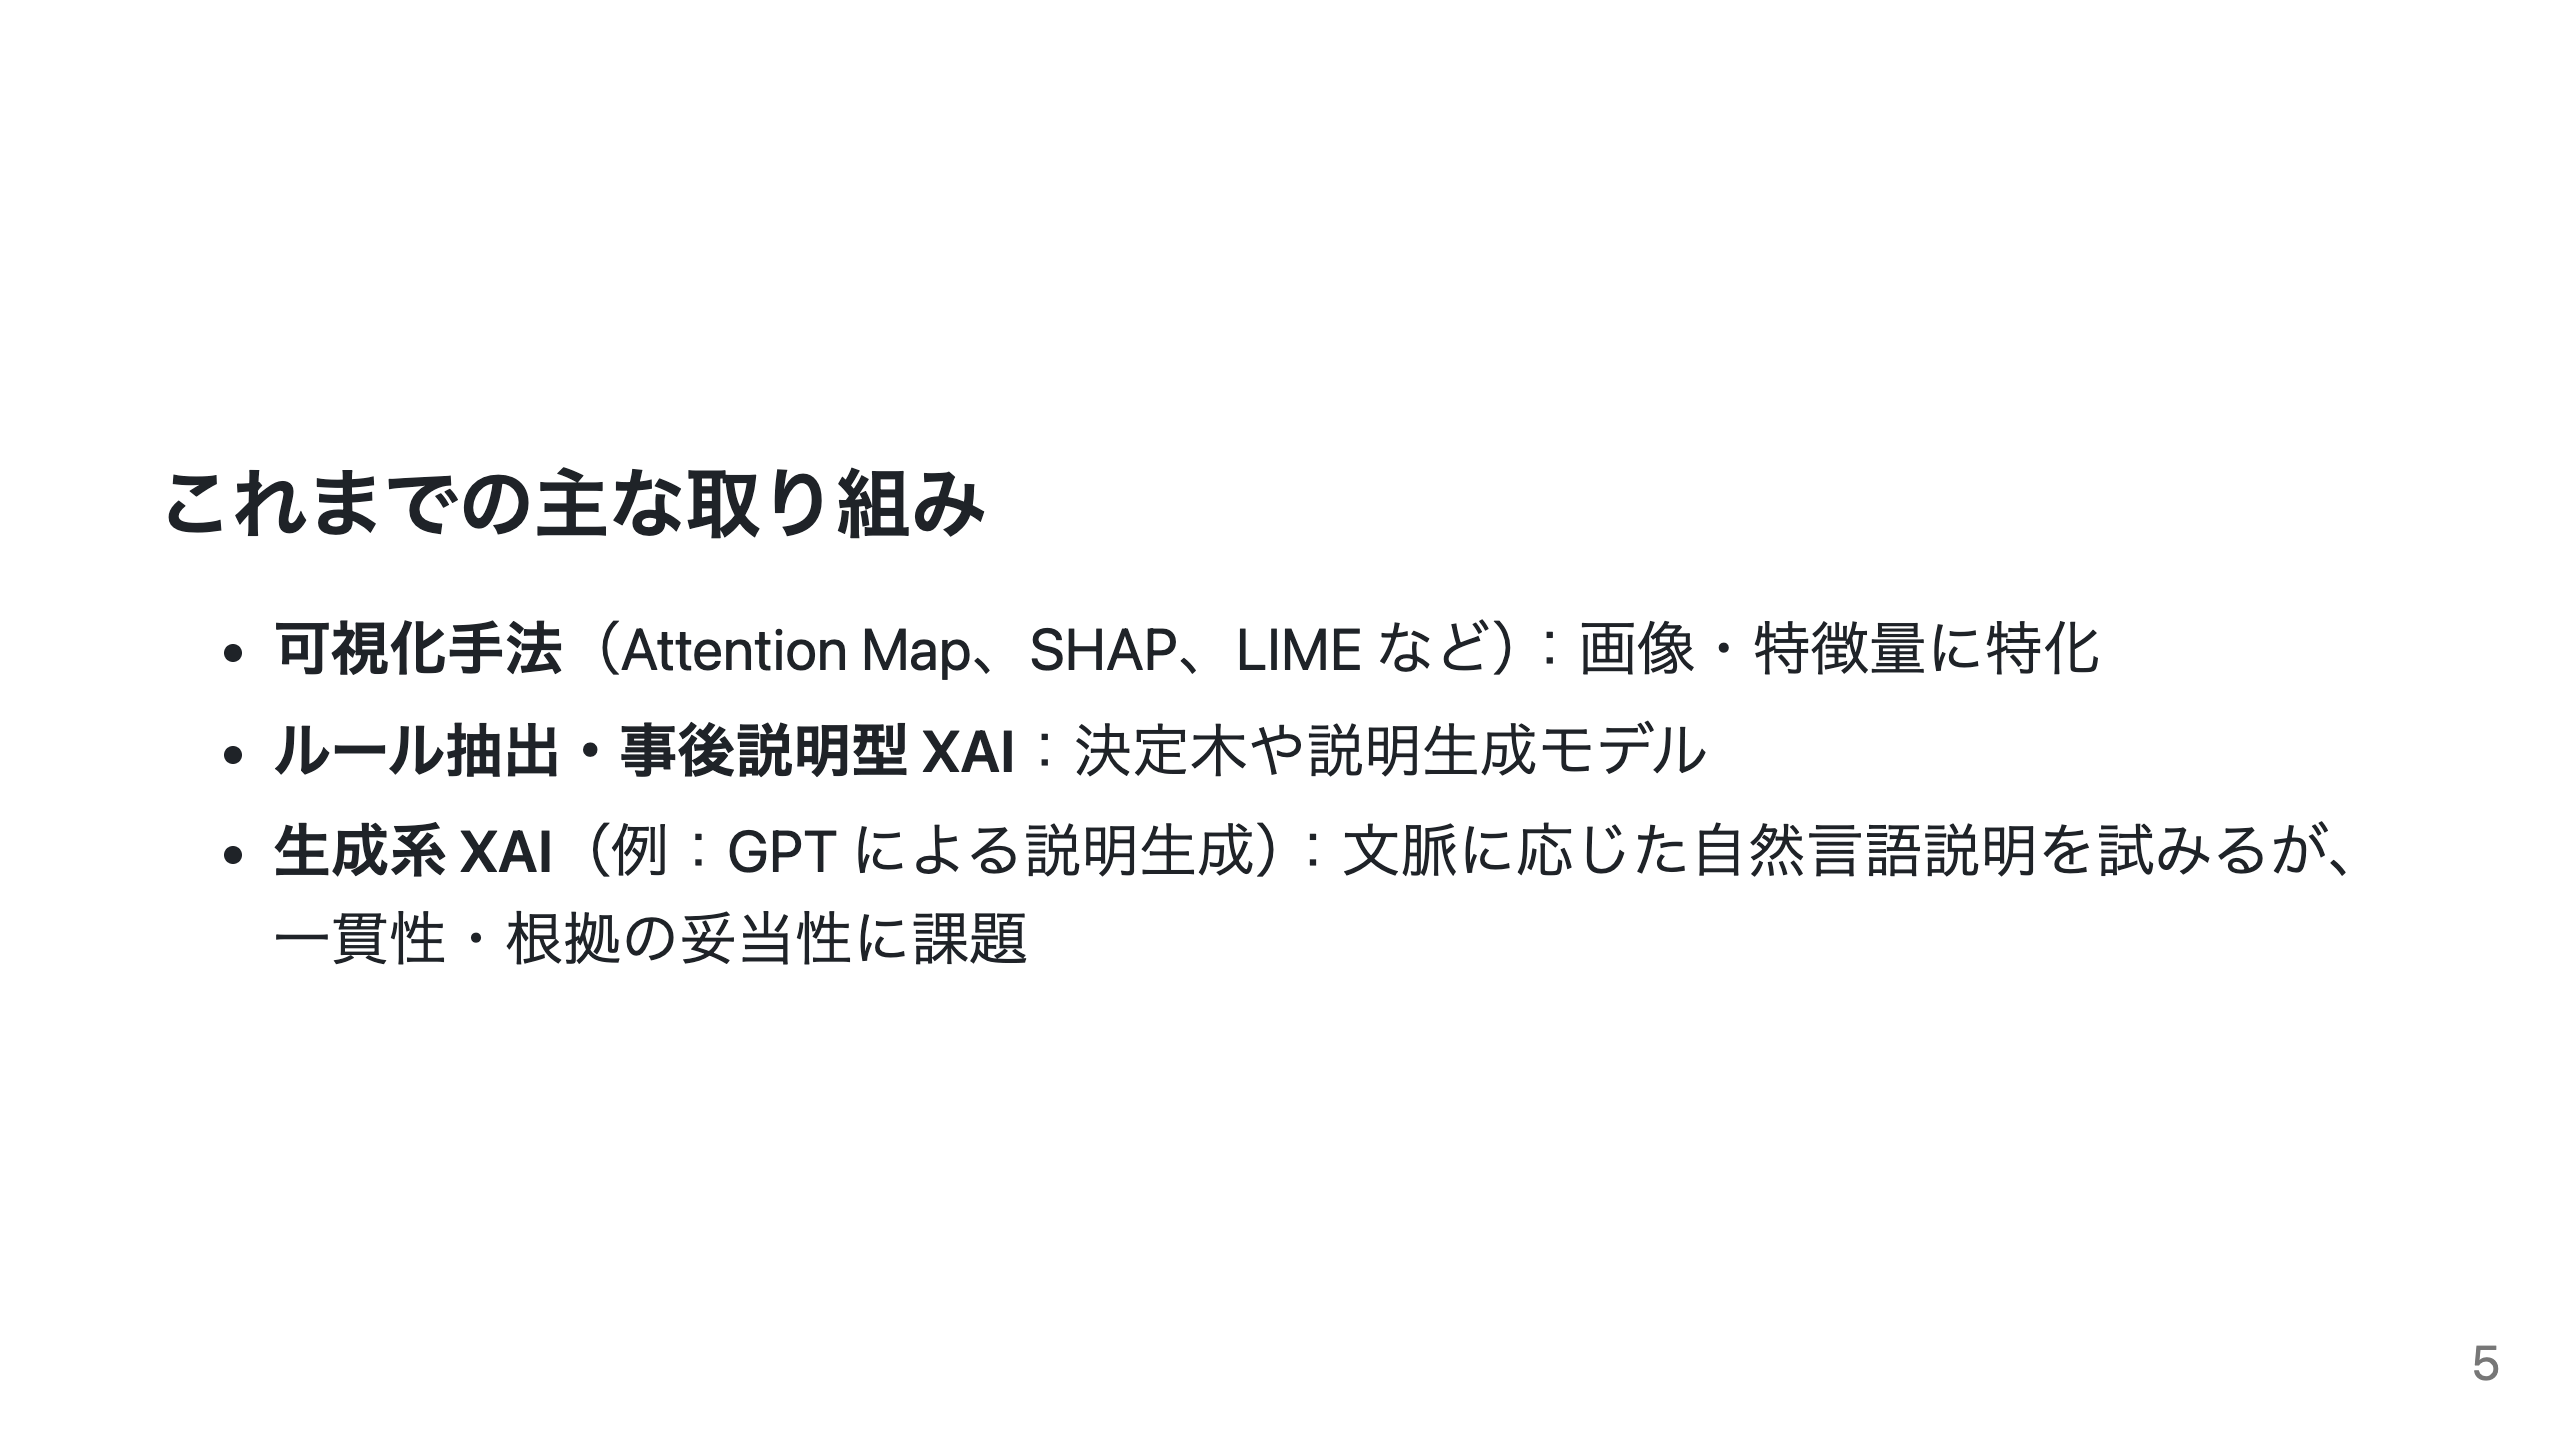 これまでの主な取り組み
• 可視化手法（Attention Map、SHAP、LIME など）：画像・特徴量に特化
• ルール抽出・事後説明型 XAI：決定木や説明生成モデル
• 生成系 XAI（例：GPT による説明生成）：文脈に応じた自然言語説明を試みるが、
一貫性・根拠の妥当性に課題
5